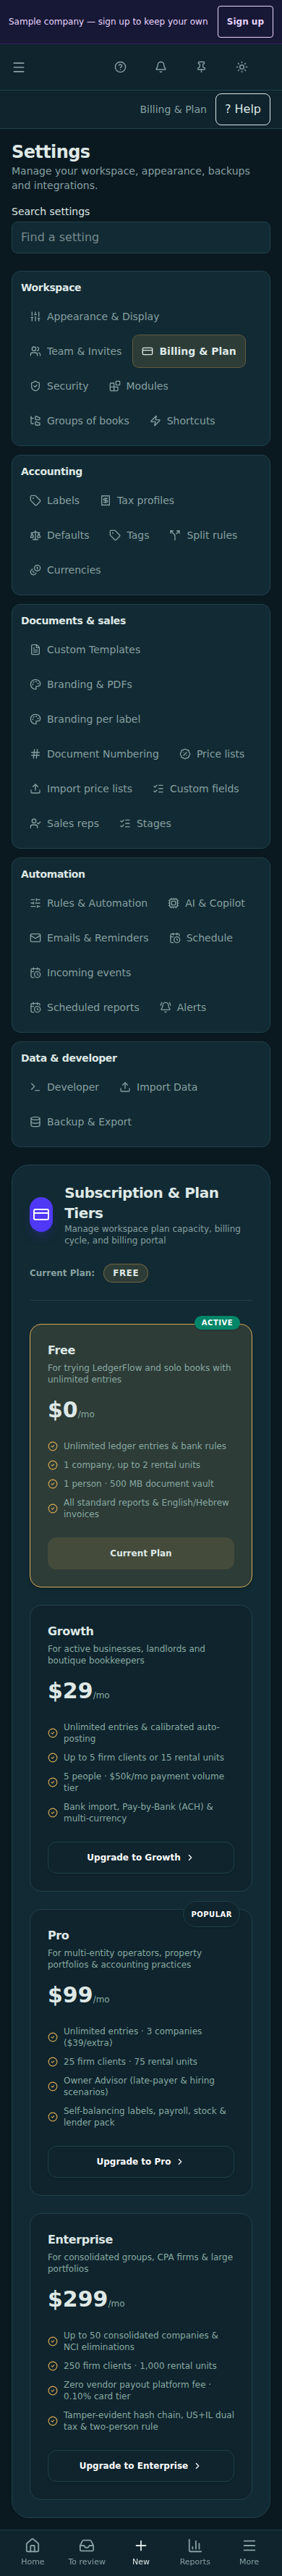 Sample company — sign up to keep your own
Sign up
Billing & Plan
? Help
Settings
Manage your workspace, appearance, backups
and integrations.
Search settings
Find a setting
Workspace
Appearance & Display
Team & Invites
Billing & Plan
Security
Modules
Groups of books
Shortcuts
Accounting
Labels
Tax profiles
Defaults
Tags
Split rules
Currencies
Documents & sales
Custom Templates
Branding & PDFs
Branding per label
Document Numbering
Price lists
Import price lists
Custom fields
Sales reps
Stages
Automation
Rules & Automation
AI & Copilot
Emails & Reminders
Schedule
Incoming events
Scheduled reports
Alerts
Data & developer
Developer
Import Data
Backup & Export
Subscription & Plan
Tiers
Manage workspace plan capacity, billing
cycle, and billing portal
Current Plan:
FREE
ACTIVE
Free
For trying LedgerFlow and solo books with
unlimited entries
$0/mo
Unlimited ledger entries & bank rules
1 company, up to 2 rental units
1 person · 500 MB document vault
All standard reports & English/Hebrew
invoices
Current Plan
Growth
For active businesses, landlords and
boutique bookkeepers
$29/mo
Unlimited entries & calibrated auto-
posting
Up to 5 firm clients or 15 rental units
5 people · $50k/mo payment volume
tier
Bank import, Pay-by-Bank (ACH) &
multi-currency
Upgrade to Growth
POPULAR
Pro
For multi-entity operators, property
portfolios & accounting practices
$99/mo
Unlimited entries · 3 companies
($39/extra)
25 firm clients · 75 rental units
Owner Advisor (late-payer & hiring
scenarios)
Self-balancing labels, payroll, stock &
lender pack
Upgrade to Pro
Enterprise
For consolidated groups, CPA firms & large
portfolios
$299/mo
Up to 50 consolidated companies &
NCI eliminations
250 firm clients · 1,000 rental units
Zero vendor payout platform fee ·
0.10% card tier
Tamper-evident hash chain, US+IL dual
tax & two-person rule
Upgrade to Enterprise
Home
To review
New
Reports
More